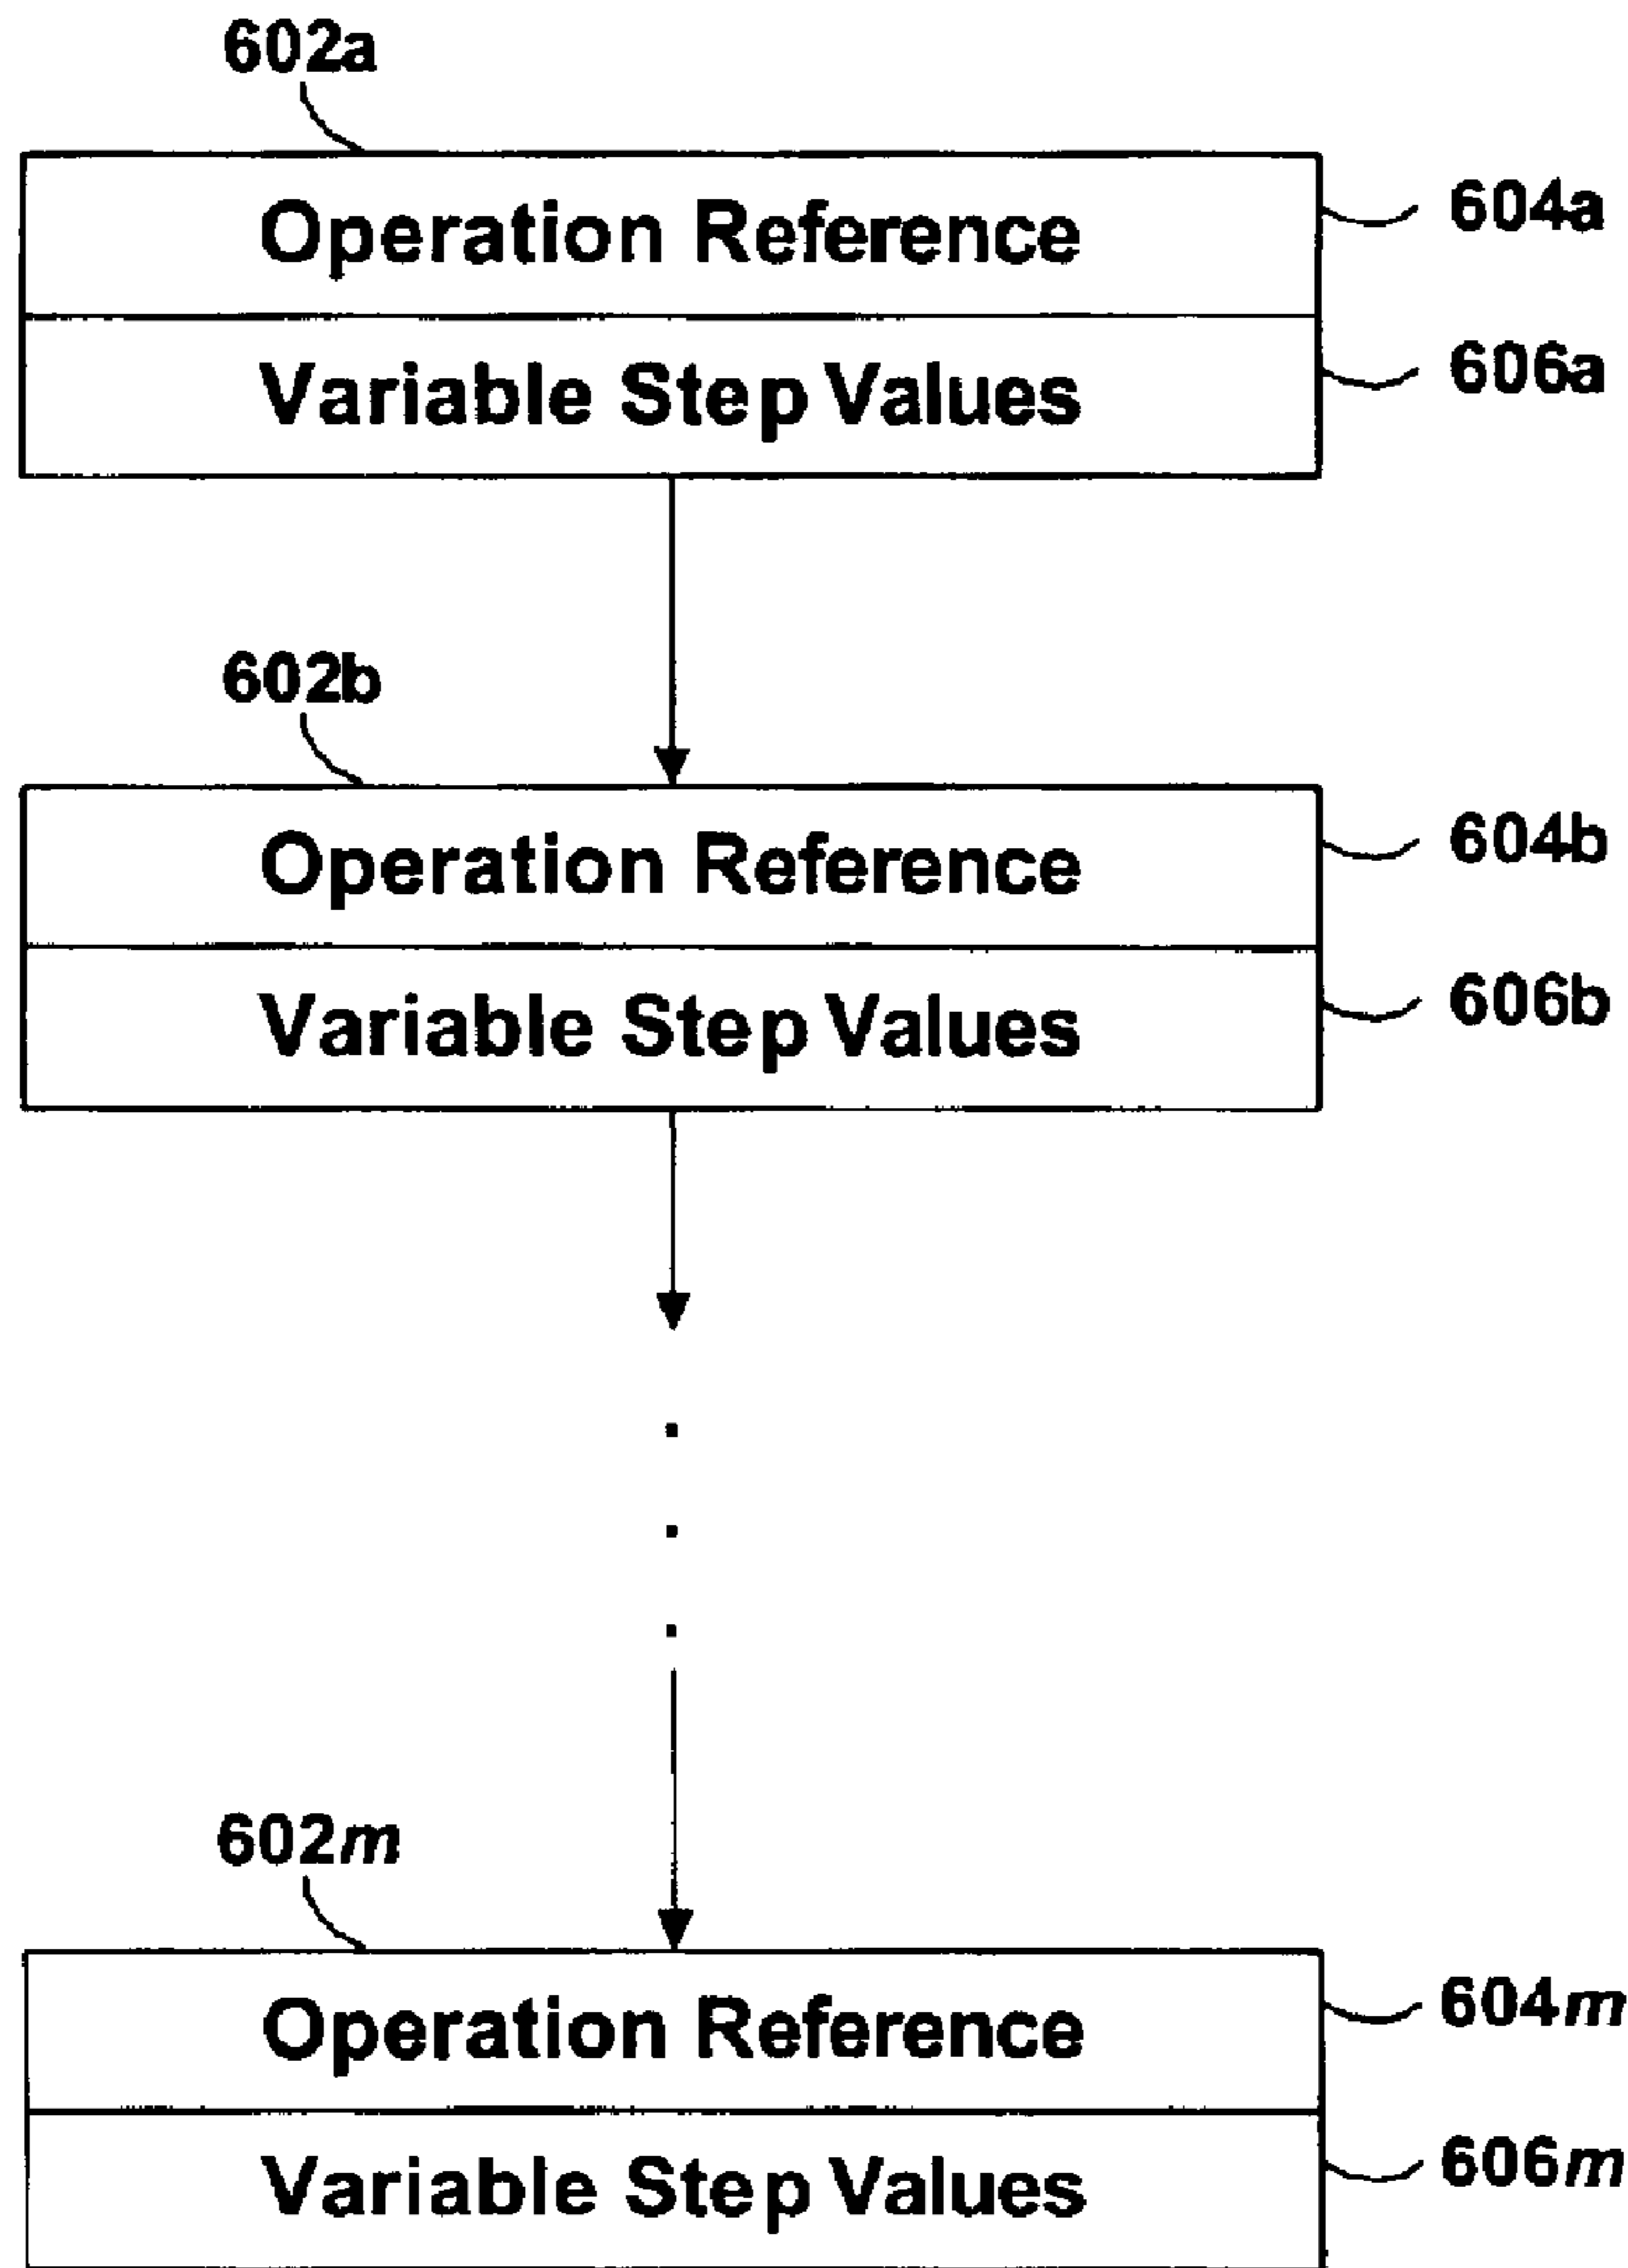 602a
Operation Reference
604a
Variable Step Values
606a
602b
Operation Reference
604b
Variable Step Values
606b
602m
Operation Reference
604m
Variable Step Values
606m